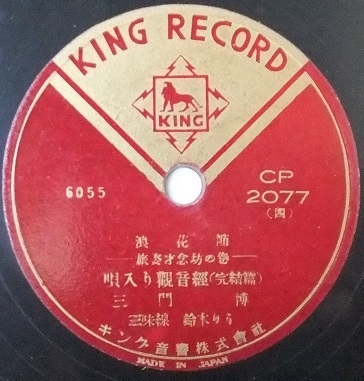 KING RECORD
KING
6055
CP
2077
(四)
浪花節
唄入り觀音經(完結篇)
三門博
三味線 鈴木りう
キング音響株式會社
MADE IN JAPAN